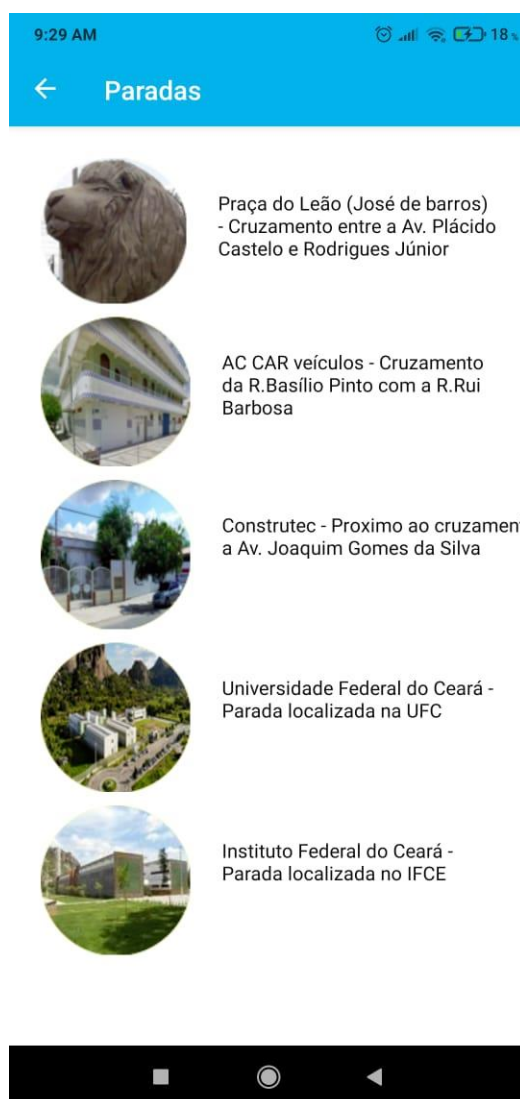 9:29 AM 18
Paradas
Praça do Leão (José de barros)
- Cruzamento entre a Av. Plácido
Castelo e Rodrigues Júnior
AC CAR veículos - Cruzamento
da R.Basílio Pinto com a R.Rui
Barbosa
Construtec - Proximo ao cruzament
a Av. Joaquim Gomes da Silva
Universidade Federal do Ceará -
Parada localizada na UFC
Instituto Federal do Ceará -
Parada localizada no IFCE